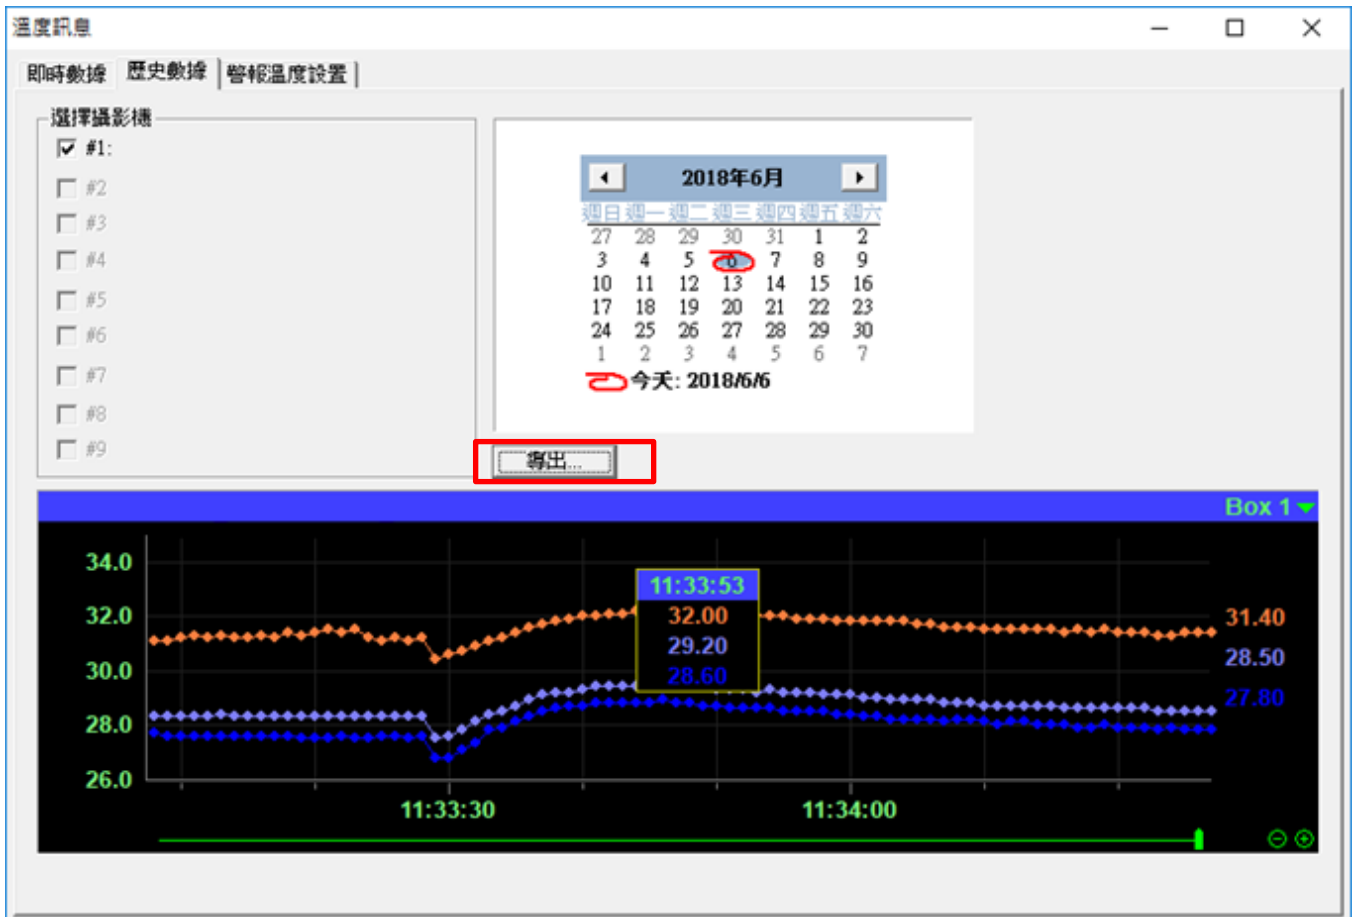 溫度訊息
即時數據 歷史數據 警報溫度設置
選擇攝影機
#1:
#2
#3
#4
#5
#6
#7
#8
#9
2018年6月
週日 週一 週二 週三 週四 週五 週六
27 28 29 30 31 1 2
3 4 5 6 7 8 9
10 11 12 13 14 15 16
17 18 19 20 21 22 23
24 25 26 27 28 29 30
1 2 3 4 5 6 7
今天: 2018/6/6
導出...
Box 1
34.0
32.0
30.0
28.0
26.0
11:33:53
32.00
29.20
28.60
31.40
28.50
27.80
11:33:30 11:34:00